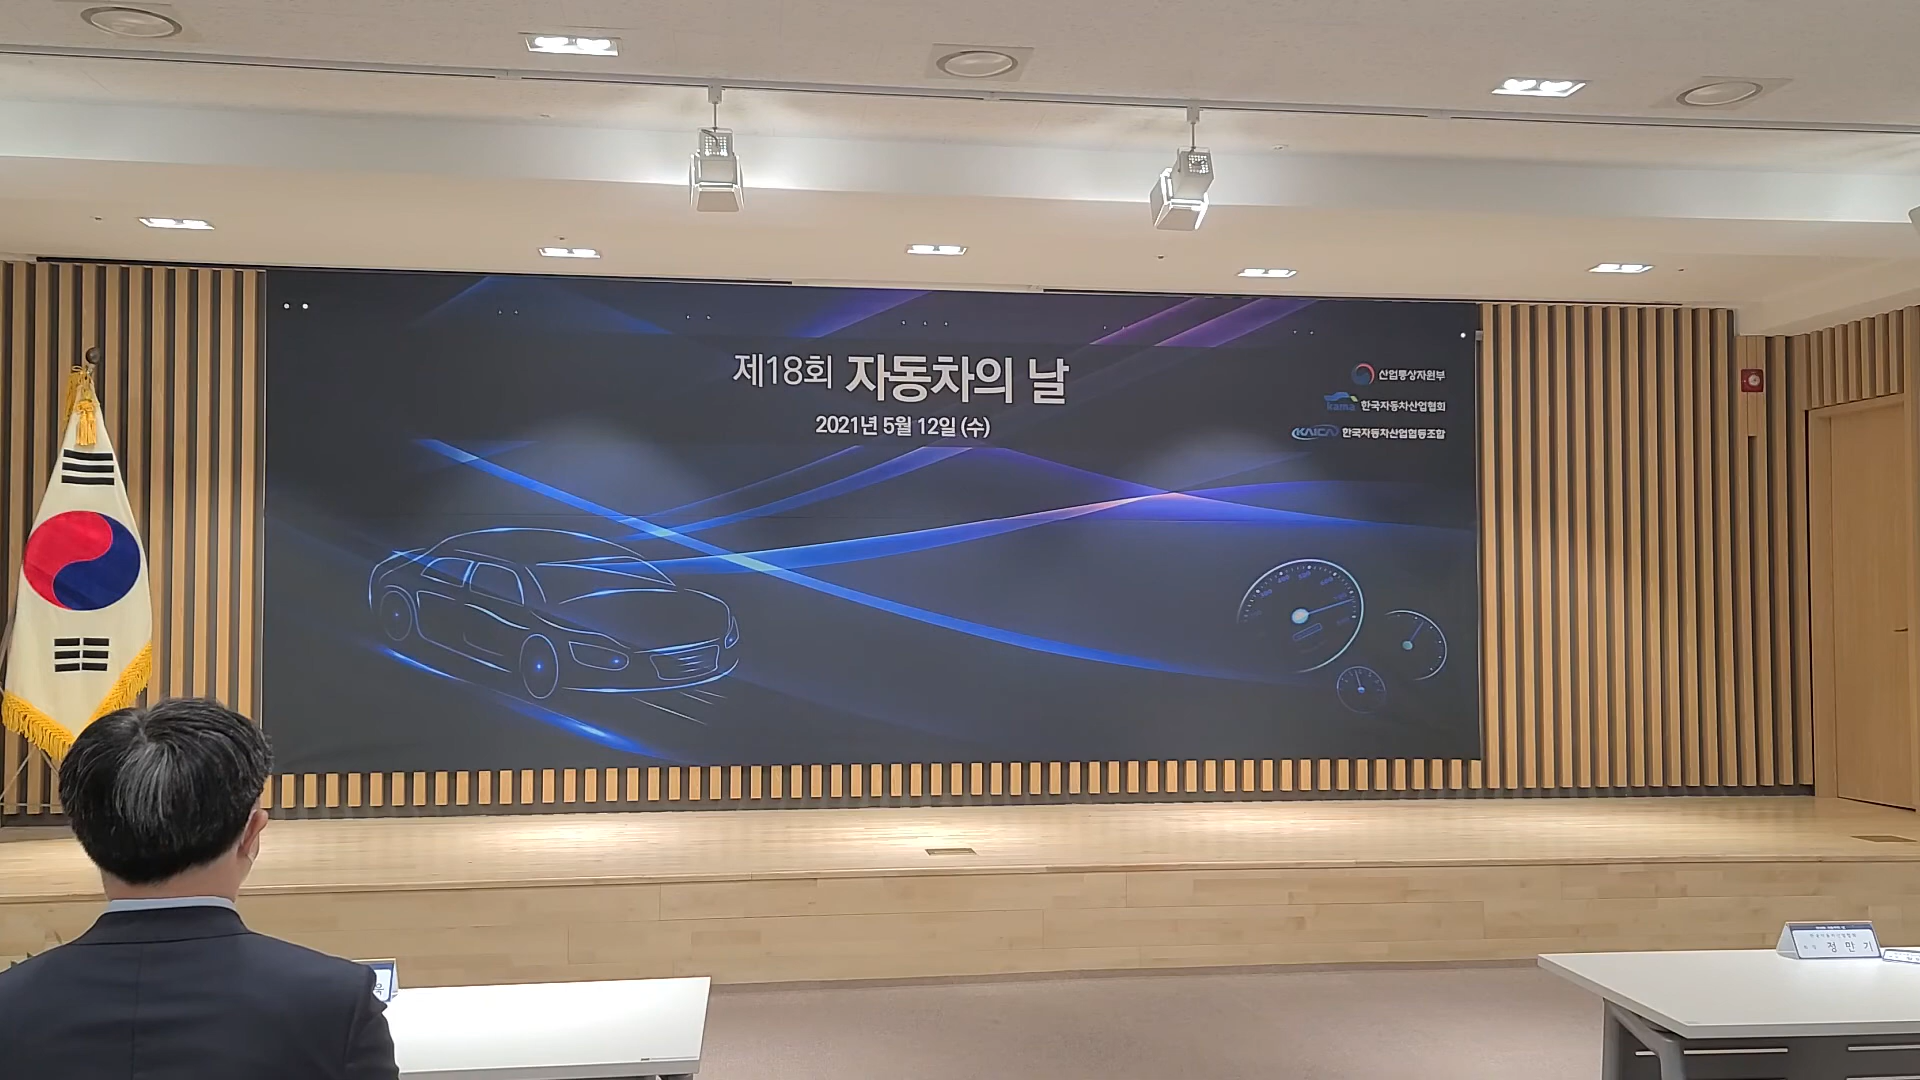 제18회 자동차의 날
2021년 5월 12일 (수)
산업통상자원부
kama 한국자동차산업협회
KAICA 한국자동차산업협동조합
정만기
욱